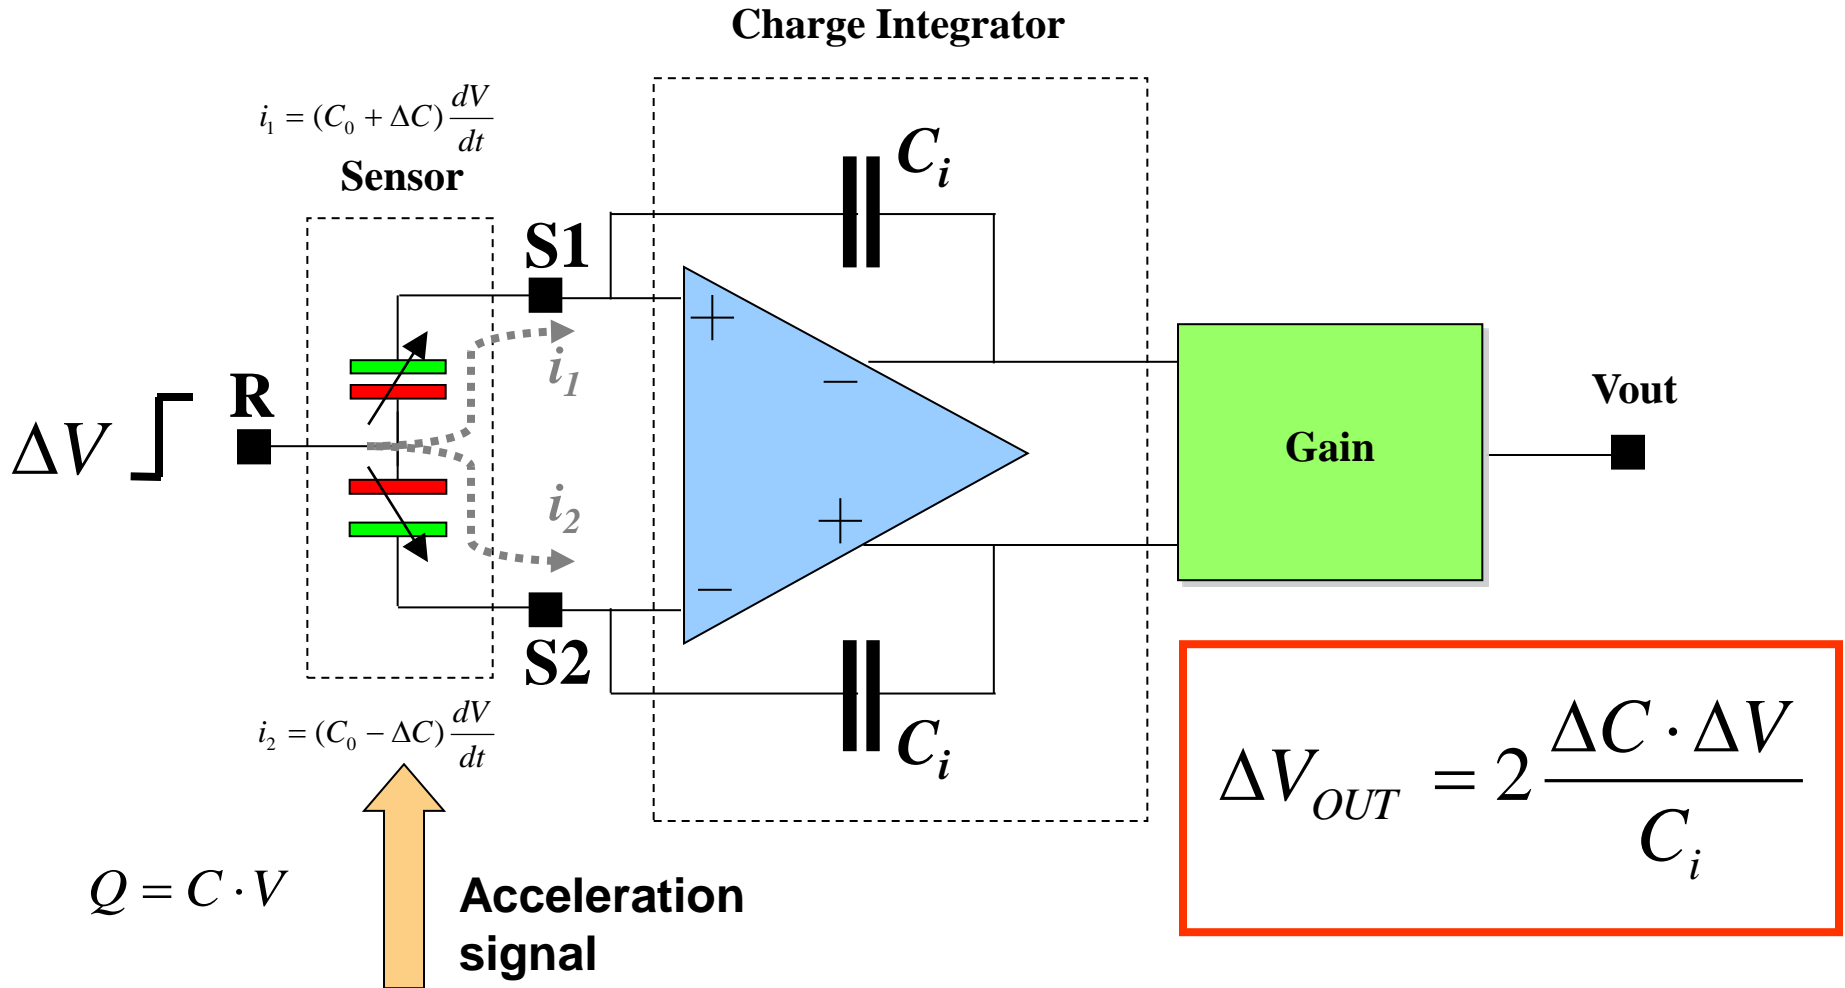 Charge Integrator
i₁ = (C₀ + ΔC) dV/dt
Sensor
Cᵢ
S1
+
i₁
−
R
Vout
ΔV
Gain
i₂
+
−
S2
Cᵢ
i₂ = (C₀ − ΔC) dV/dt
ΔV_OUT = 2 ΔC · ΔV / Cᵢ
Q = C · V
Acceleration
signal